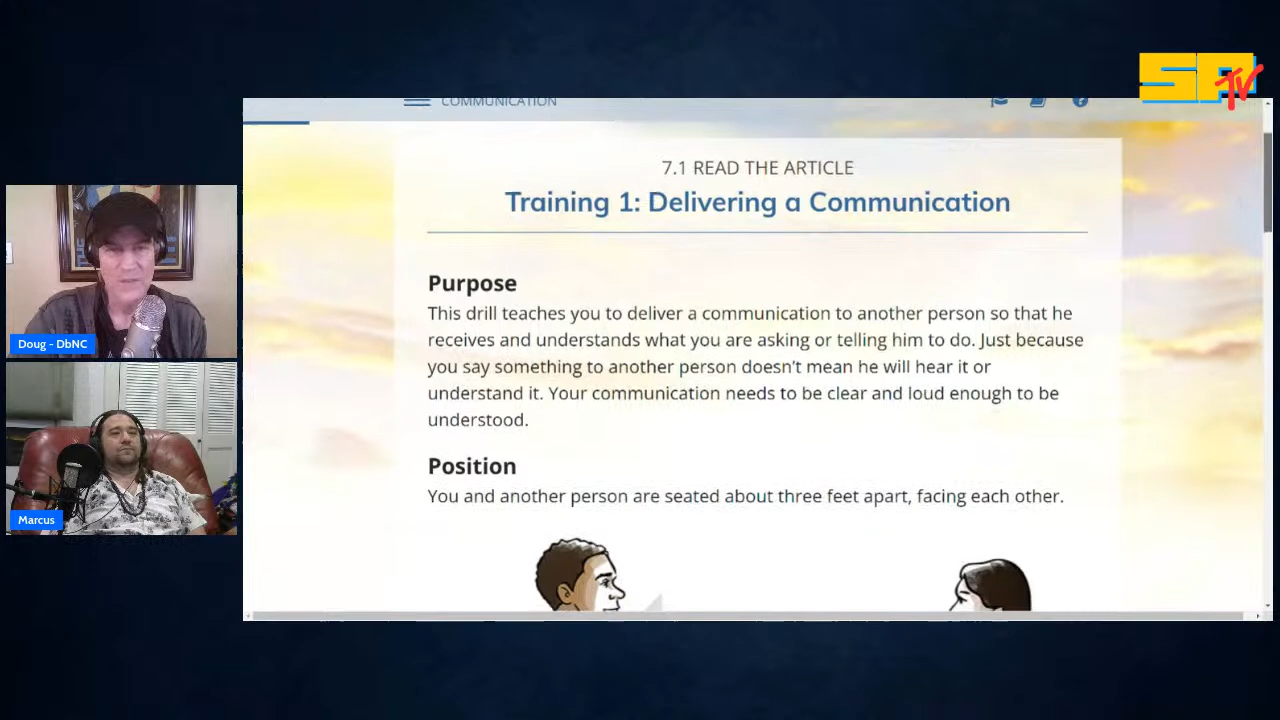 SPTV
COMMUNICATION
7.1 READ THE ARTICLE
Training 1: Delivering a Communication
Purpose
This drill teaches you to deliver a communication to another person so that he
receives and understands what you are asking or telling him to do. Just because
you say something to another person doesn't mean he will hear it or
understand it. Your communication needs to be clear and loud enough to be
understood.
Position
You and another person are seated about three feet apart, facing each other.
Doug - DbNC
Marcus